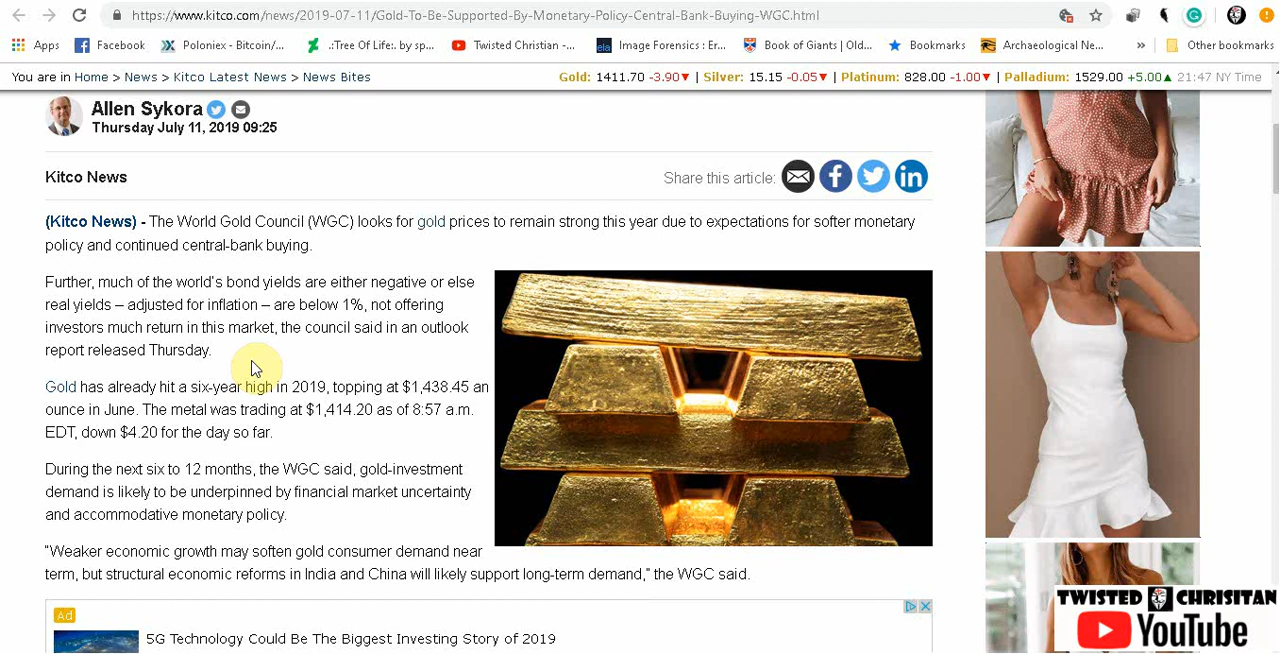 https://www.kitco.com/news/2019-07-11/Gold-To-Be-Supported-By-Monetary-Policy-Central-Bank-Buying-WGC.html
Apps Facebook Poloniex - Bitcoin/... .:Tree Of Life:. by sp... Twisted Christian -... ela Image Forensics : Er... Book of Giants | Old... Bookmarks Archaeological Ne... » Other bookmarks
You are in Home > News > Kitco Latest News > News Bites Gold: 1411.70 -3.90▼ | Silver: 15.15 -0.05▼ | Platinum: 828.00 -1.00▼ | Palladium: 1529.00 +5.00▲ 21:47 NY Time
Allen Sykora
Thursday July 11, 2019 09:25
Kitco News
Share this article:
(Kitco News) - The World Gold Council (WGC) looks for gold prices to remain strong this year due to expectations for softer monetary
policy and continued central-bank buying.
Further, much of the world's bond yields are either negative or else
real yields – adjusted for inflation – are below 1%, not offering
investors much return in this market, the council said in an outlook
report released Thursday.
Gold has already hit a six-year high in 2019, topping at $1,438.45 an
ounce in June. The metal was trading at $1,414.20 as of 8:57 a.m.
EDT, down $4.20 for the day so far.
During the next six to 12 months, the WGC said, gold-investment
demand is likely to be underpinned by financial market uncertainty
and accommodative monetary policy.
"Weaker economic growth may soften gold consumer demand near
term, but structural economic reforms in India and China will likely support long-term demand," the WGC said.
Ad
5G Technology Could Be The Biggest Investing Story of 2019
TWISTED CHRISITAN
YouTube